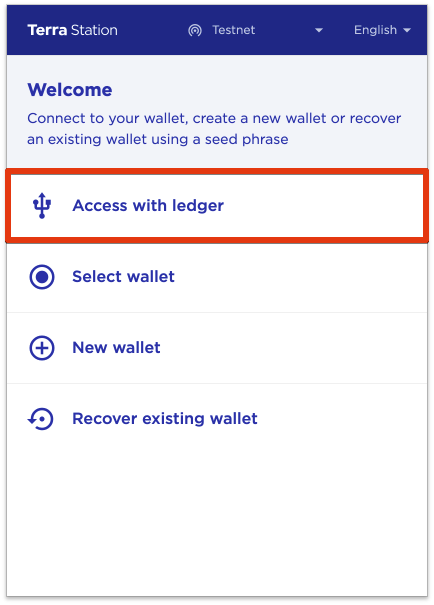 Terra Station
Testnet
English
Welcome
Connect to your wallet, create a new wallet or recover
an existing wallet using a seed phrase
Access with ledger
Select wallet
New wallet
Recover existing wallet